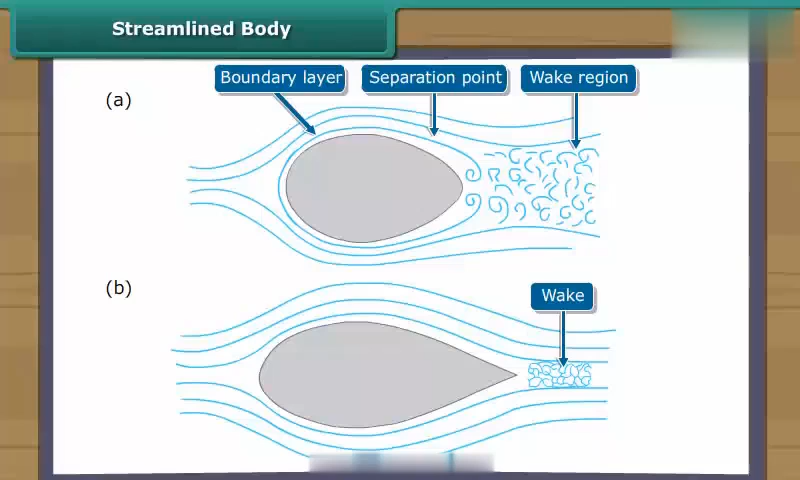 Streamlined Body
Boundary layer
Separation point
Wake region
(a)
(b)
Wake